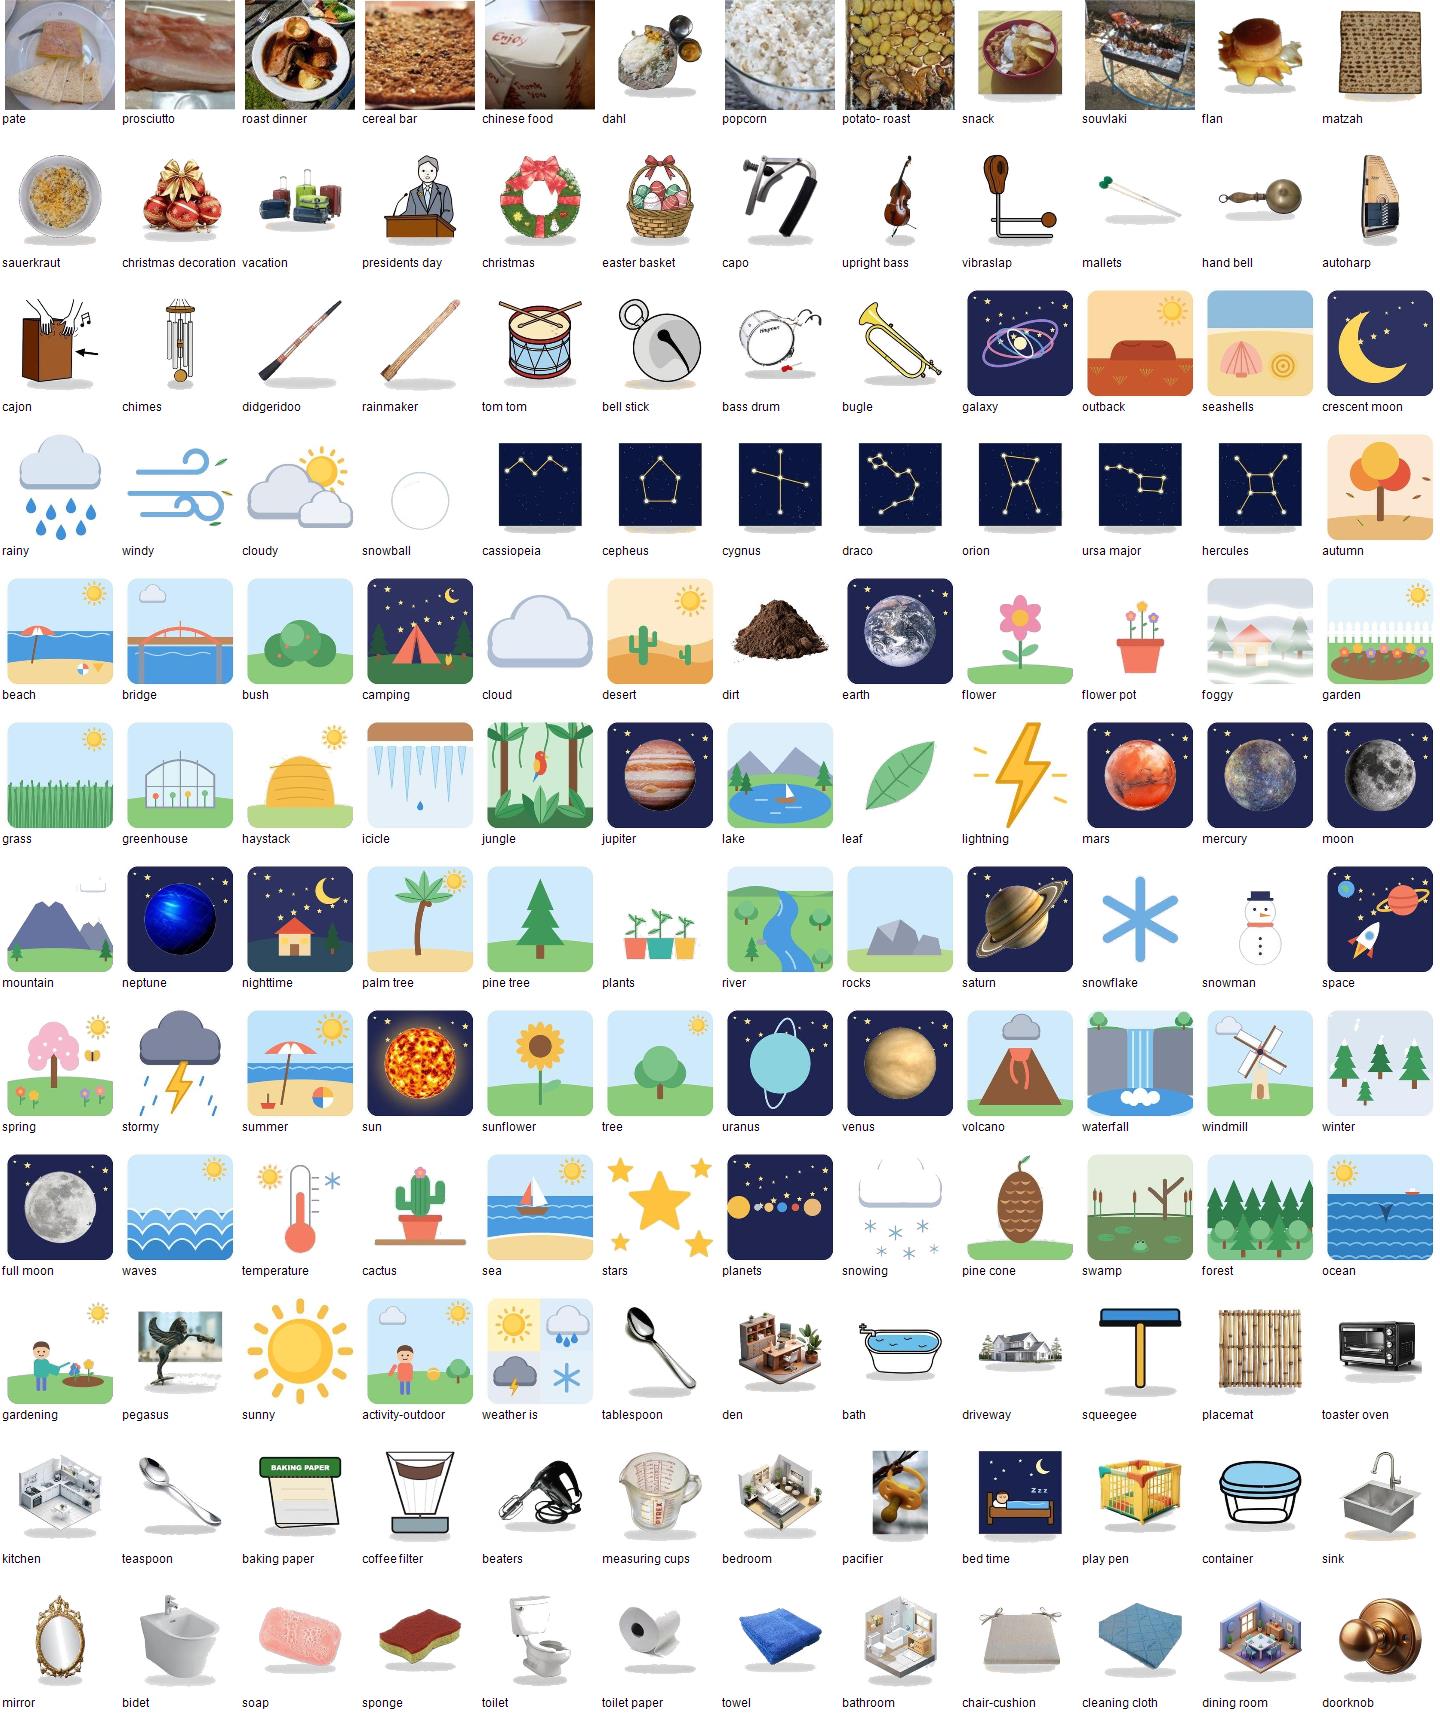 Enjoy
Thank
you
pate prosciutto roast dinner cereal bar chinese food dahl popcorn potato- roast snack souvlaki flan matzah
sauerkraut christmas decoration vacation presidents day christmas easter basket capo upright bass vibraslap mallets hand bell autoharp
cajon chimes didgeridoo rainmaker tom tom bell stick bass drum bugle galaxy outback seashells crescent moon
rainy windy cloudy snowball cassiopeia cepheus cygnus draco orion ursa major hercules autumn
beach bridge bush camping cloud desert dirt earth flower flower pot foggy garden
grass greenhouse haystack icicle jungle jupiter lake leaf lightning mars mercury moon
mountain neptune nighttime palm tree pine tree plants river rocks saturn snowflake snowman space
spring stormy summer sun sunflower tree uranus venus volcano waterfall windmill winter
full moon waves temperature cactus sea stars planets snowing pine cone swamp forest ocean
gardening pegasus sunny activity-outdoor weather is tablespoon den bath driveway squeegee placemat toaster oven
BAKING PAPER
z z z
kitchen teaspoon baking paper coffee filter beaters measuring cups bedroom pacifier bed time play pen container sink
mirror bidet soap sponge toilet toilet paper towel bathroom chair-cushion cleaning cloth dining room doorknob